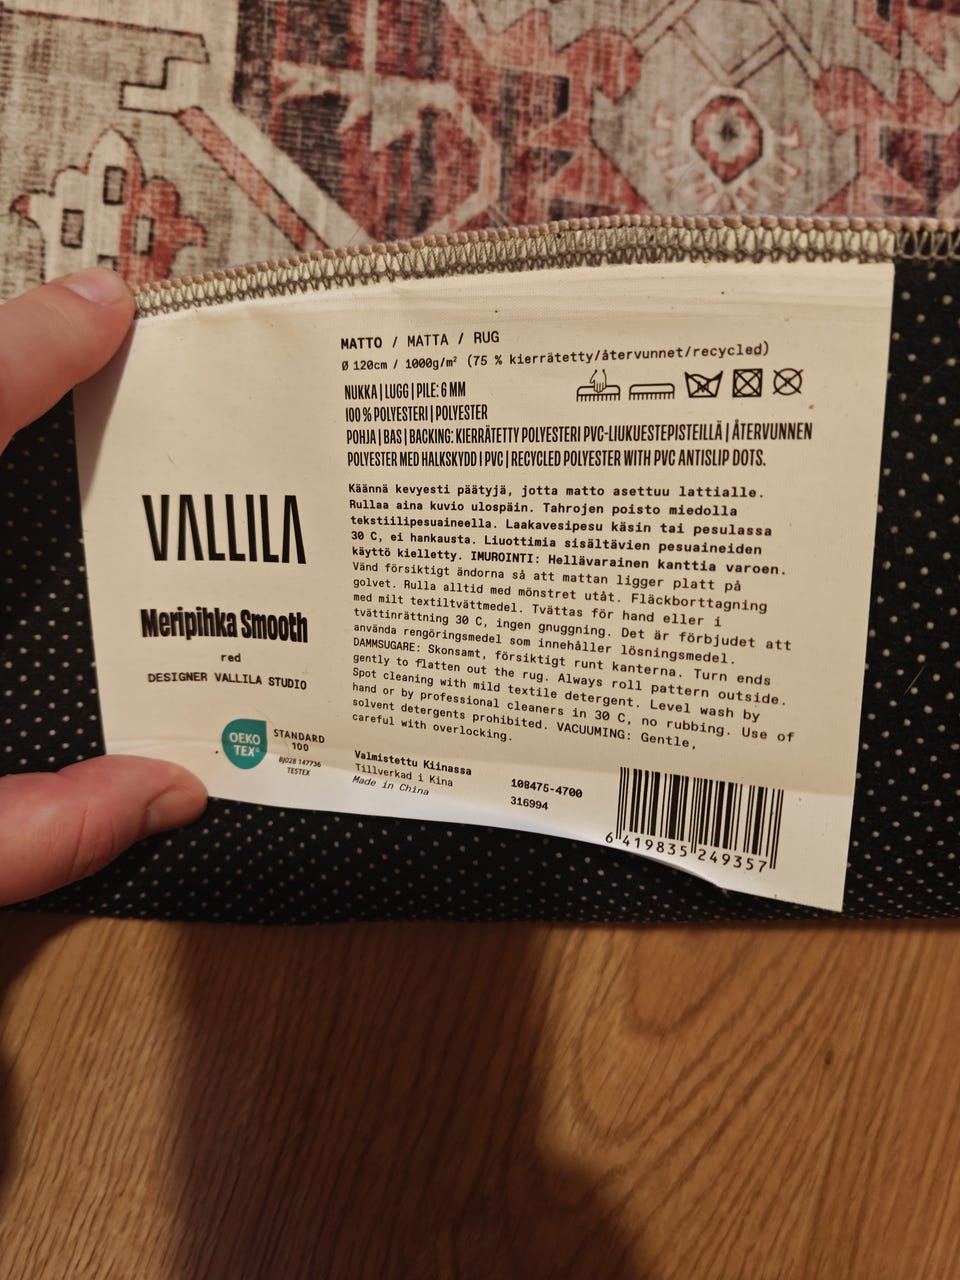 MATTO / MATTA / RUG
Ø 120cm / 1000g/m² (75 % kierrätetty/återvunnet/recycled)
NUKKA | LUGG | PILE: 6 MM
100 % POLYESTERI | POLYESTER
POHJA | BAS | BACKING: KIERRÄTETTY POLYESTERI PVC-LIUKUESTEPISTEILLÄ | ÅTERVUNNEN
POLYESTER MED HALKSKYDD I PVC | RECYCLED POLYESTER WITH PVC ANTISLIP DOTS.
Käännä kevyesti päätyjä, jotta matto asettuu lattialle.
Rullaa aina kuvio ulospäin. Tahrojen poisto miedolla
tekstiilipesuaineella. Laakavesipesu käsin tai pesulassa
30 C, ei hankausta. Liuottimia sisältävien pesuaineiden
käyttö kielletty. IMUROINTI: Hellävarainen kanttia varoen.
Vänd försiktigt ändorna så att mattan ligger platt på
golvet. Rulla alltid med mönstret utåt. Fläckborttagning
med milt textiltvättmedel. Tvättas för hand eller i
tvättinrättning 30 C, ingen gnuggning. Det är förbjudet att
använda rengöringsmedel som innehåller lösningsmedel.
DAMMSUGARE: Skonsamt, försiktigt runt kanterna. Turn ends
gently to flatten out the rug. Always roll pattern outside.
Spot cleaning with mild textile detergent. Level wash by
hand or by professional cleaners in 30 C, no rubbing. Use of
solvent detergents prohibited. VACUUMING: Gentle,
careful with overlocking.
VALLILA
Meripihka Smooth
red
DESIGNER VALLILA STUDIO
OEKO
TEX®
STANDARD
100
BJ028 147736
TESTEX
Valmistettu Kiinassa
Tillverkad i Kina
Made in China
108475-4700
316994
6 419835 249357